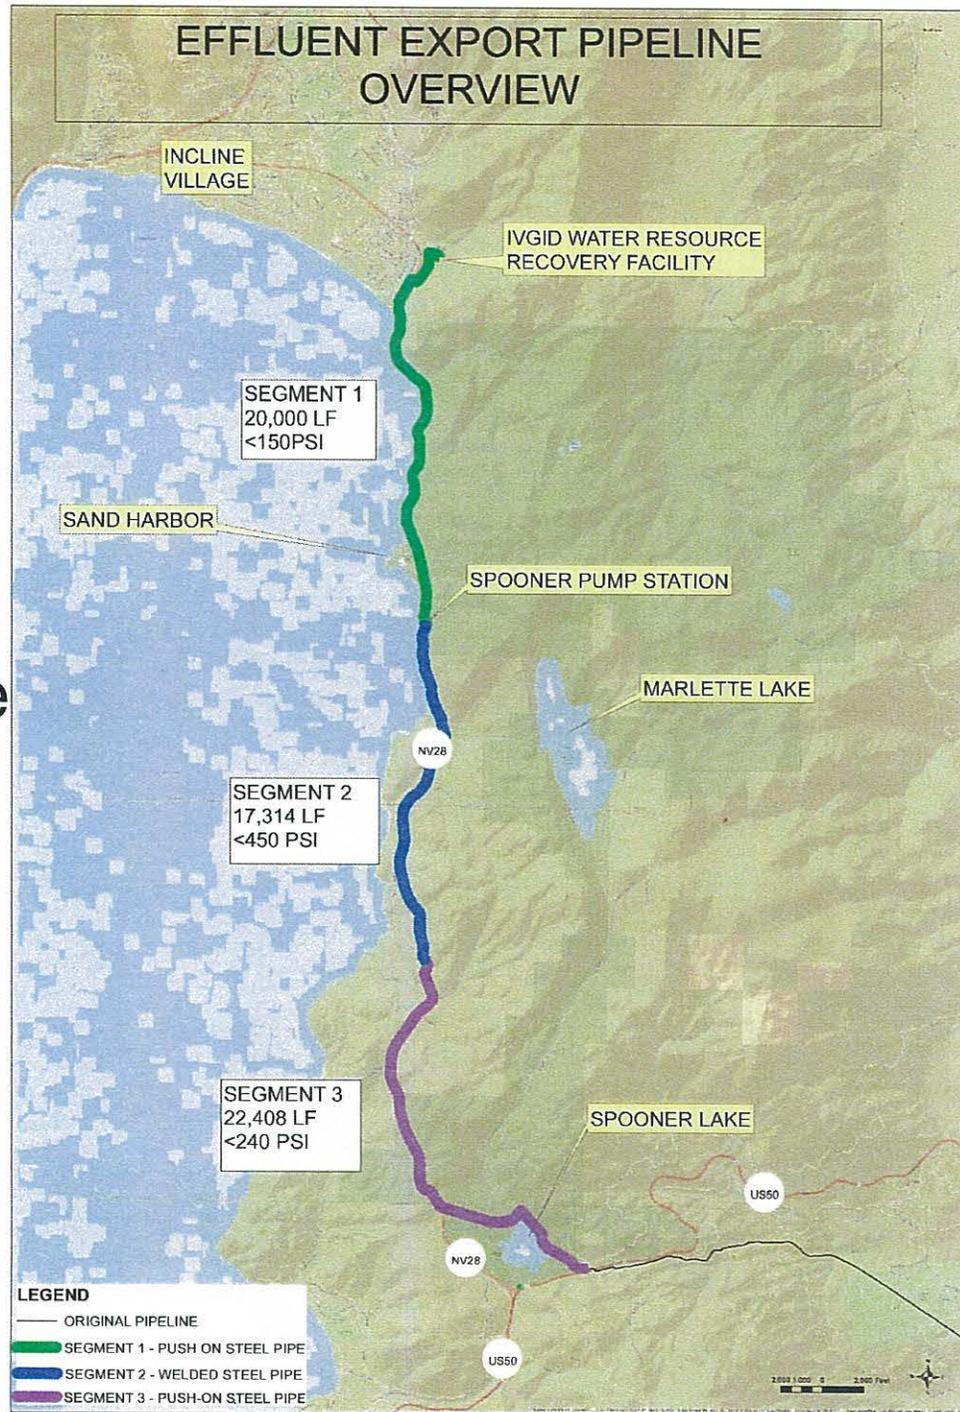 EFFLUENT EXPORT PIPELINE
OVERVIEW
INCLINE
VILLAGE
IVGID WATER RESOURCE
RECOVERY FACILITY
SEGMENT 1
20,000 LF
<150PSI
SAND HARBOR
SPOONER PUMP STATION
e
MARLETTE LAKE
NV28
SEGMENT 2
17,314 LF
<450 PSI
SEGMENT 3
22,408 LF
<240 PSI
SPOONER LAKE
US50
NV28
US50
LEGEND
ORIGINAL PIPELINE
SEGMENT 1 - PUSH ON STEEL PIPE
SEGMENT 2 - WELDED STEEL PIPE
SEGMENT 3 - PUSH-ON STEEL PIPE